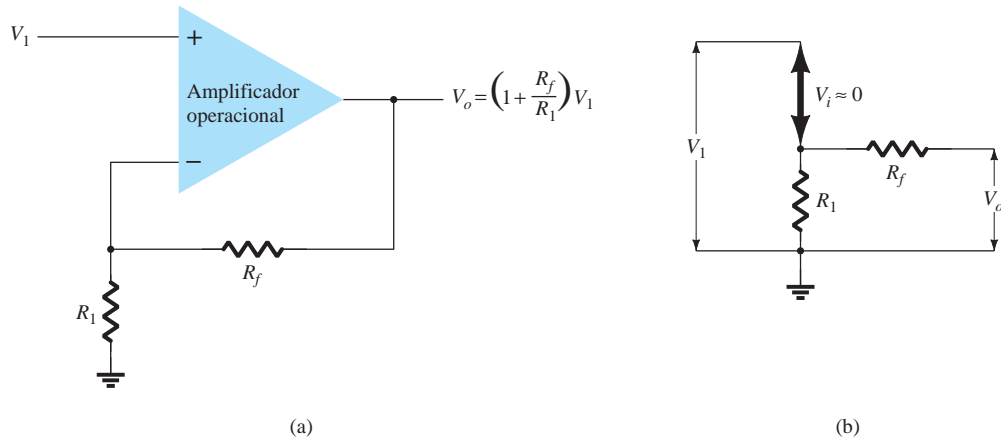 V1
+
Amplificador
operacional
−
Vo = (1 + Rf/R1) V1
Rf
R1
(a)
Vi ≈ 0
V1
Rf
R1
Vo
(b)